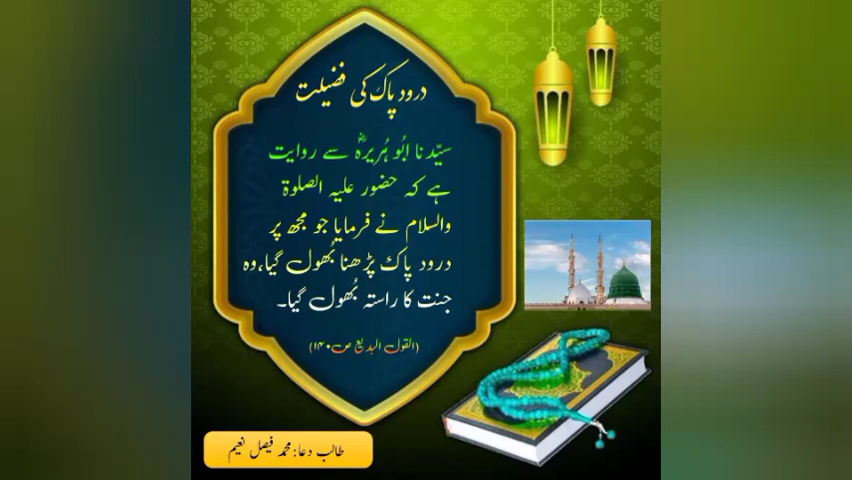 درود پاک کی فضیلت
سیّدنا ابُوہُریرہؓ سے روایت
ہے کہ حضور علیہ الصلوۃ
والسلام نے فرمایا جو مجھ پر
درود پاک پڑھنا بُھول گیا،وہ
جنت کا راستہ بُھول گیا۔
(القول البدیع ص۱۴۰)
طالب دعا:محمد فیصل نعیم